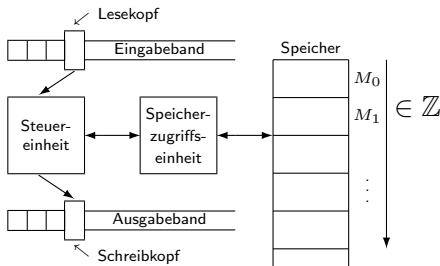 Lesekopf
Eingabeband
Speicher
M₀
M₁
∈ ℤ
Steuer-
einheit
Speicher-
zugriffs-
einheit
⋮
Ausgabeband
Schreibkopf